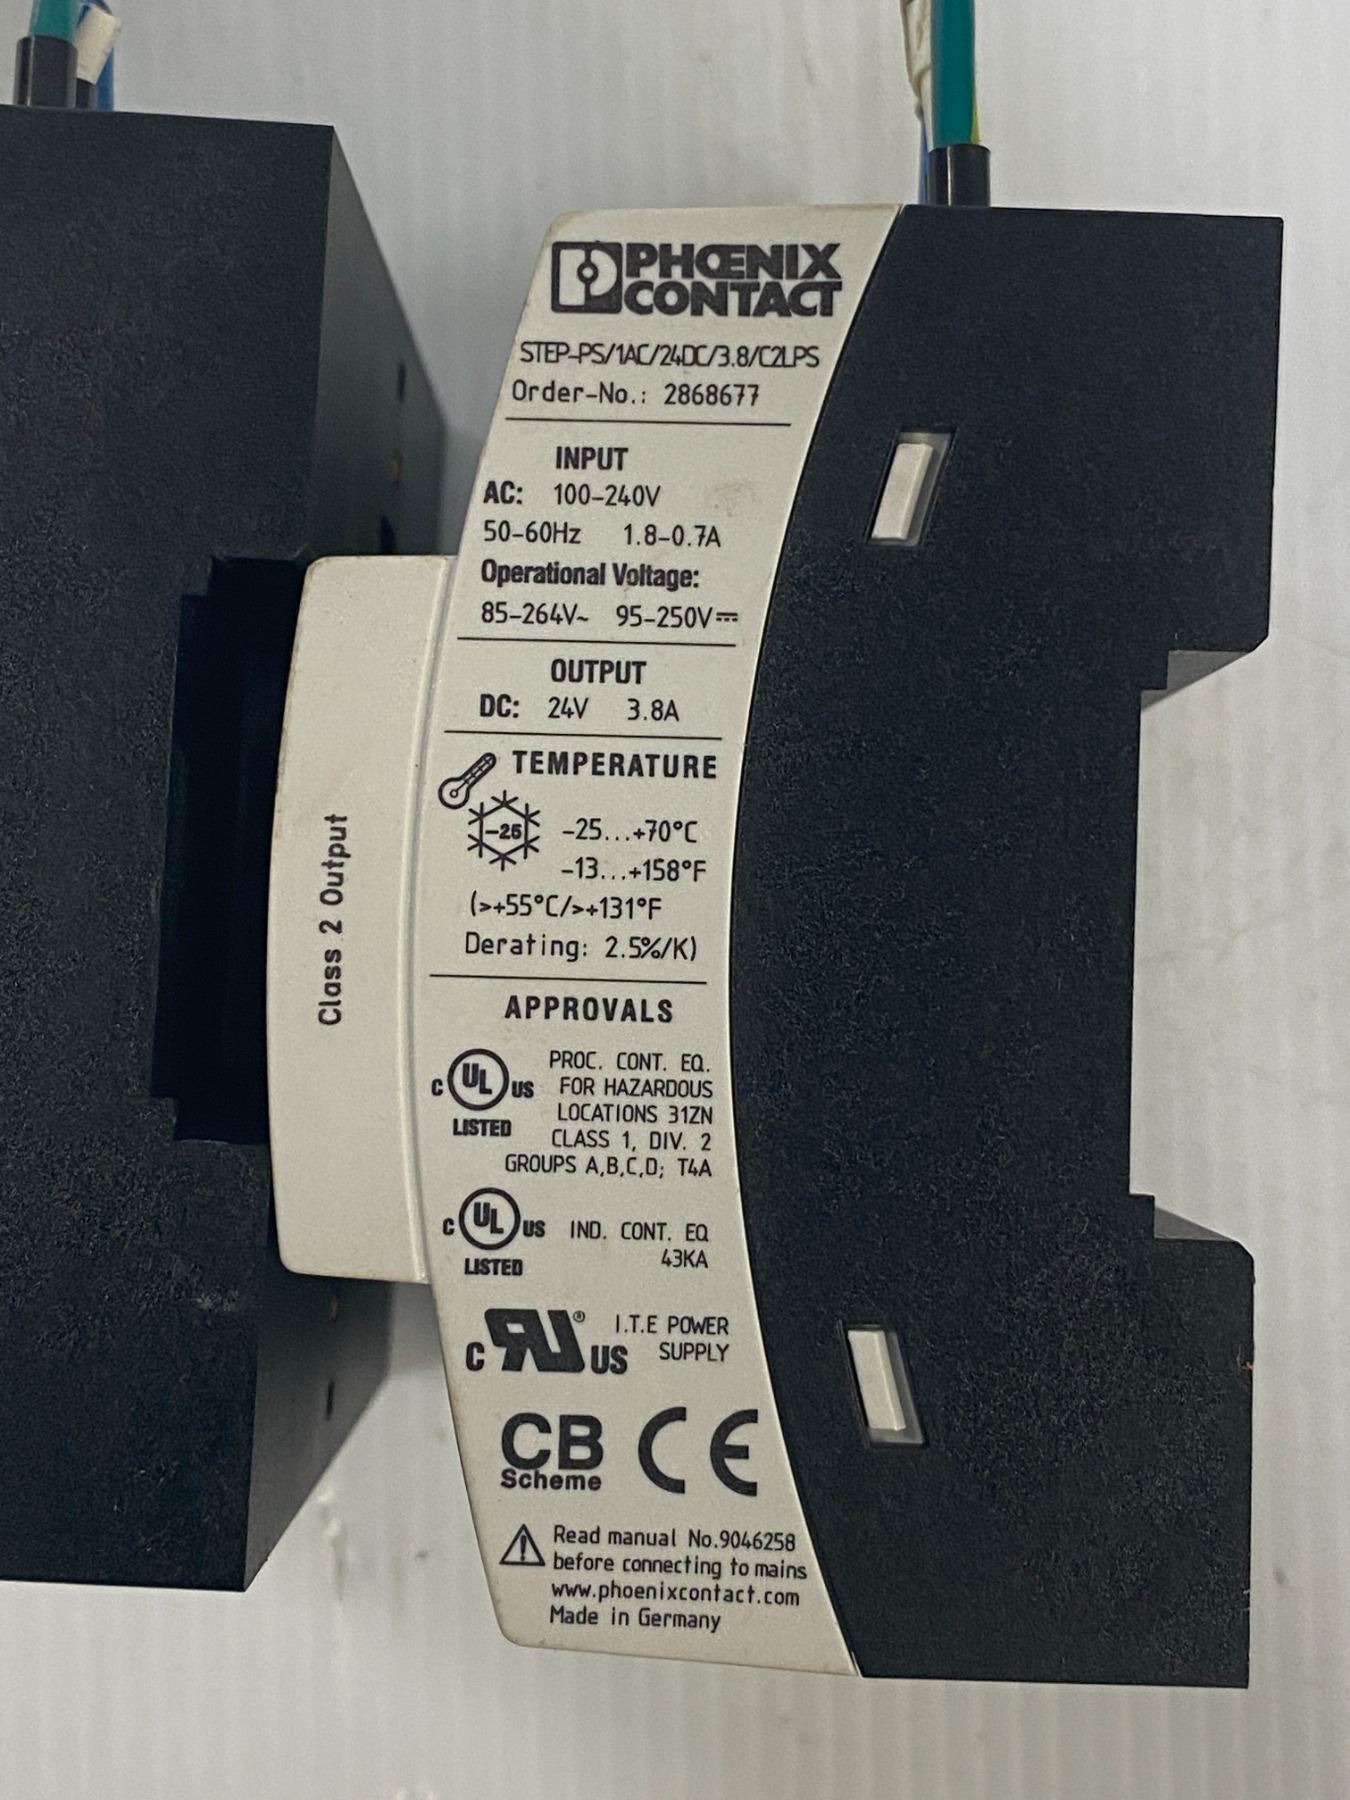 PHŒNIX
CONTACT
STEP-PS/1AC/24DC/3.8/C2LPS
Order-No.: 2868677
INPUT
AC: 100-240V
50-60Hz 1.8-0.7A
Operational Voltage:
85-264V~ 95-250V⎓
OUTPUT
DC: 24V 3.8A
TEMPERATURE
-25 -25...+70°C
-13...+158°F
(>+55°C/>+131°F
Derating: 2.5%/K)
Class 2 Output
APPROVALS
PROC. CONT. EQ.
C UL US FOR HAZARDOUS
LOCATIONS 31ZN
LISTED
CLASS 1, DIV. 2
GROUPS A,B,C,D; T4A
C UL US IND. CONT. EQ
43KA
LISTED
I.T.E POWER
C RU® US SUPPLY
CB CE
Scheme
Read manual No.9046258
before connecting to mains
www.phoenixcontact.com
Made in Germany